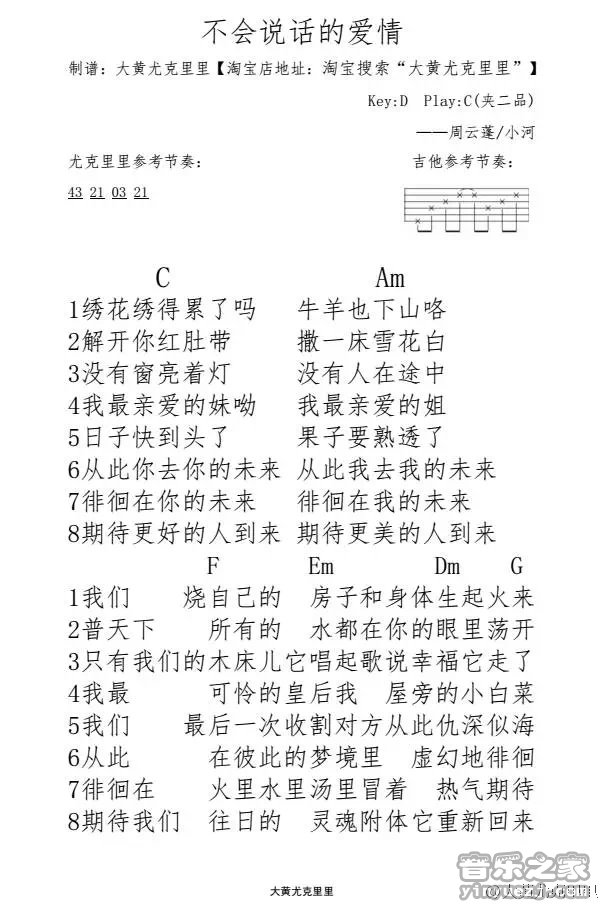 不会说话的爱情
制谱：大黄尤克里里【淘宝店地址：淘宝搜索“大黄尤克里里”】
Key:D Play:C(夹二品)
——周云蓬/小河
尤克里里参考节奏： 吉他参考节奏：
43 21 03 21
C Am
1绣花绣得累了吗 牛羊也下山咯
2解开你红肚带 撒一床雪花白
3没有窗亮着灯 没有人在途中
4我最亲爱的妹呦 我最亲爱的姐
5日子快到头了 果子要熟透了
6从此你去你的未来 从此我去我的未来
7徘徊在你的未来 徘徊在我的未来
8期待更好的人到来 期待更美的人到来
F Em Dm G
1我们 烧自己的 房子和身体生起火来
2普天下 所有的 水都在你的眼里荡开
3只有我们的木床儿它唱起歌说幸福它走了
4我最 可怜的皇后我 屋旁的小白菜
5我们 最后一次收割对方从此仇深似海
6从此 在彼此的梦境里 虚幻地徘徊
7徘徊在 火里水里汤里冒着 热气期待
8期待我们 往日的 灵魂附体它重新回来
大黄尤克里里
音乐之家